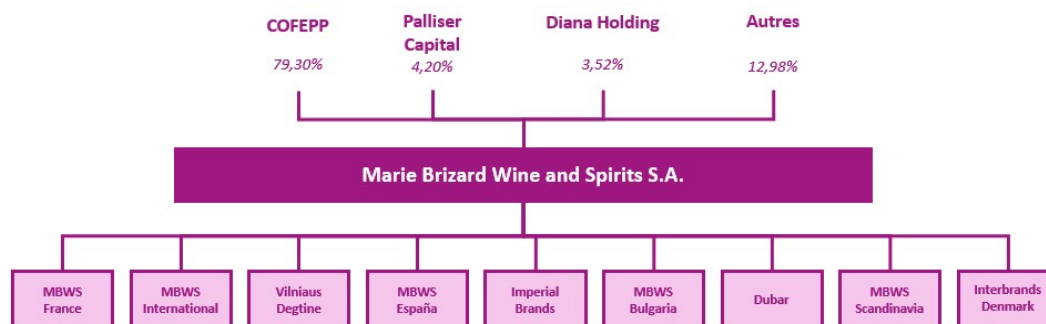 COFEPP
79,30%
Palliser
Capital
4,20%
Diana Holding
3,52%
Autres
12,98%
Marie Brizard Wine and Spirits S.A.
MBWS
France
MBWS
International
Vilniaus
Degtine
MBWS
España
Imperial
Brands
MBWS
Bulgaria
Dubar
MBWS
Scandinavia
Interbrands
Denmark